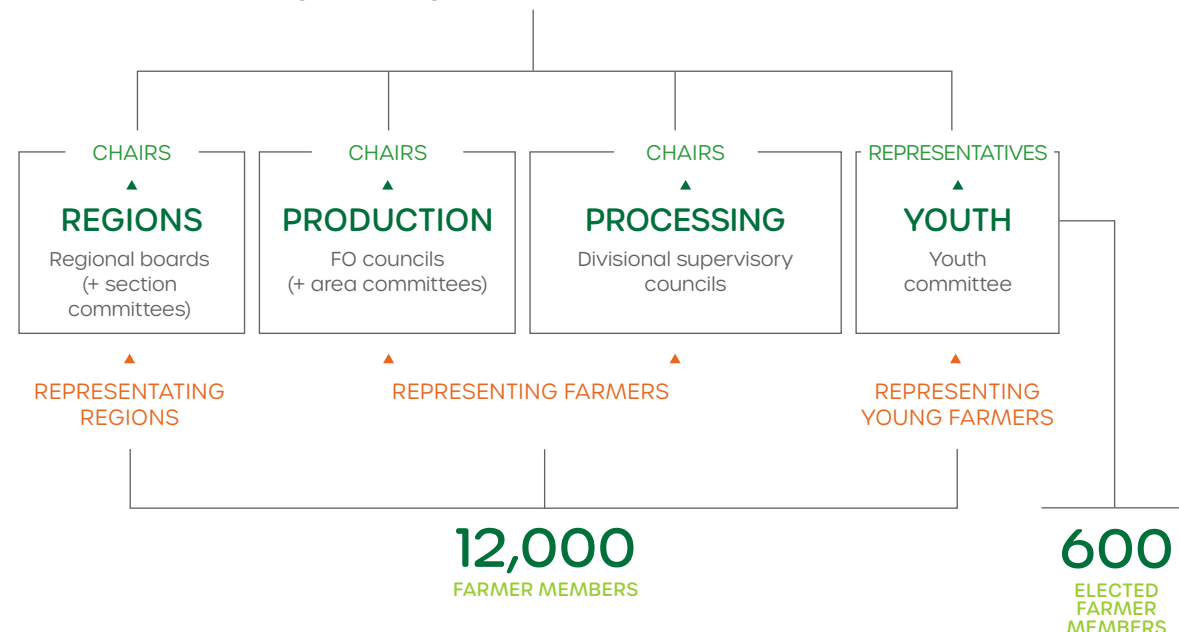 CHAIRS
REGIONS
Regional boards
(+ section
committees)
CHAIRS
PRODUCTION
FO councils
(+ area committees)
CHAIRS
PROCESSING
Divisional supervisory
councils
REPRESENTATIVES
YOUTH
Youth
committee
REPRESENTATING
REGIONS
REPRESENTING FARMERS
REPRESENTING
YOUNG FARMERS
12,000
FARMER MEMBERS
600
ELECTED
FARMER
MEMBERS